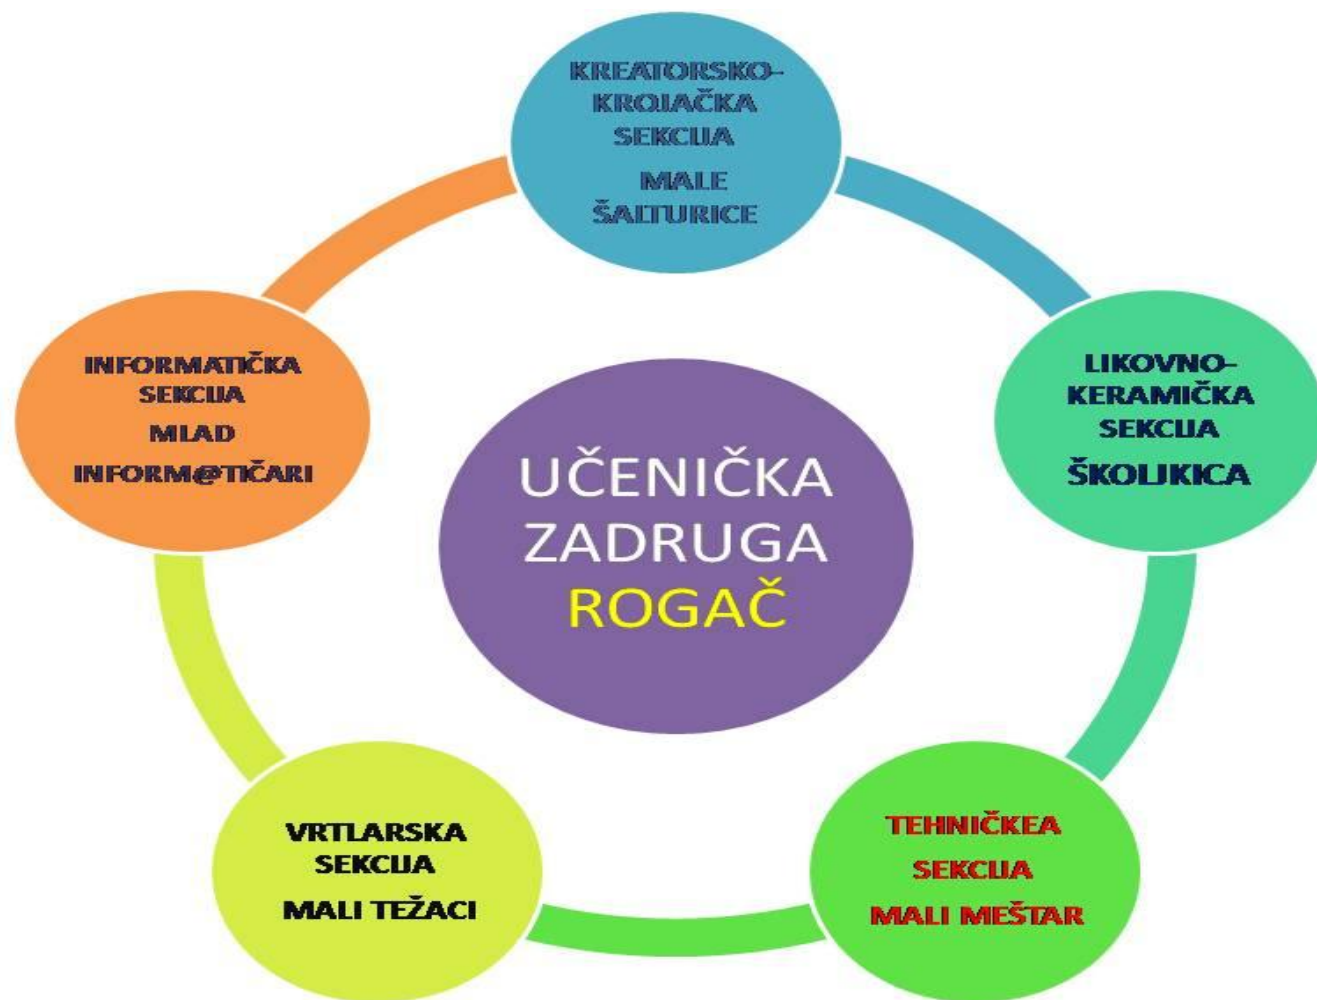 KREATORSKO-
KROJAČKA
SEKCIJA
MALE
ŠALTURICE
INFORMATIČKA
SEKCIJA
MLAD
INFORM@TIČARI
LIKOVNO-
KERAMIČKA
SEKCIJA
ŠKOLJKICA
UČENIČKA
ZADRUGA
ROGAČ
VRTLARSKA
SEKCIJA
MALI TEŽACI
TEHNIČKEA
SEKCIJA
MALI MEŠTAR